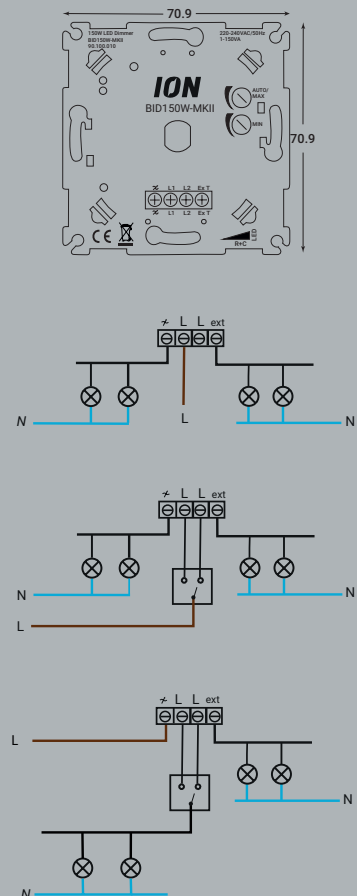 70.9
150W LED Dimmer
BID150W-MKII
90.100.010
220-240VAC/50Hz
1-150VA
ION
BID150W-MKII
AUTO/
MAX
MIN
70.9
L1 L2 Ex T
L1 L2 Ex T
CE
R+C
LED
L L ext
N
L
N
L L ext
N
N
L
L L ext
L
N
N